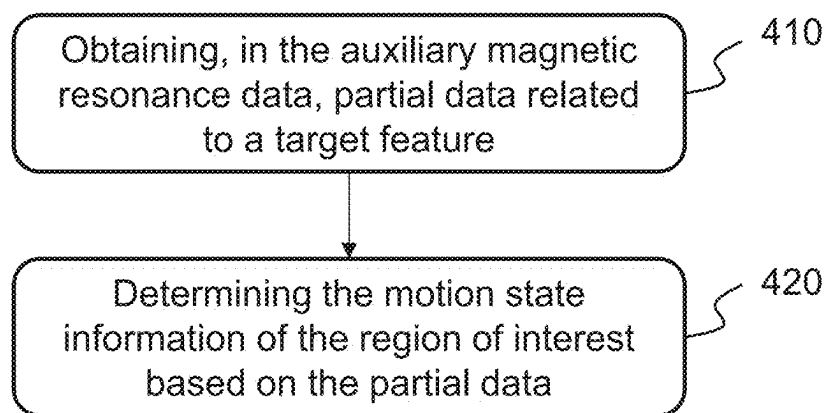 Obtaining, in the auxiliary magnetic
resonance data, partial data related
to a target feature
410
Determining the motion state
information of the region of interest
based on the partial data
420